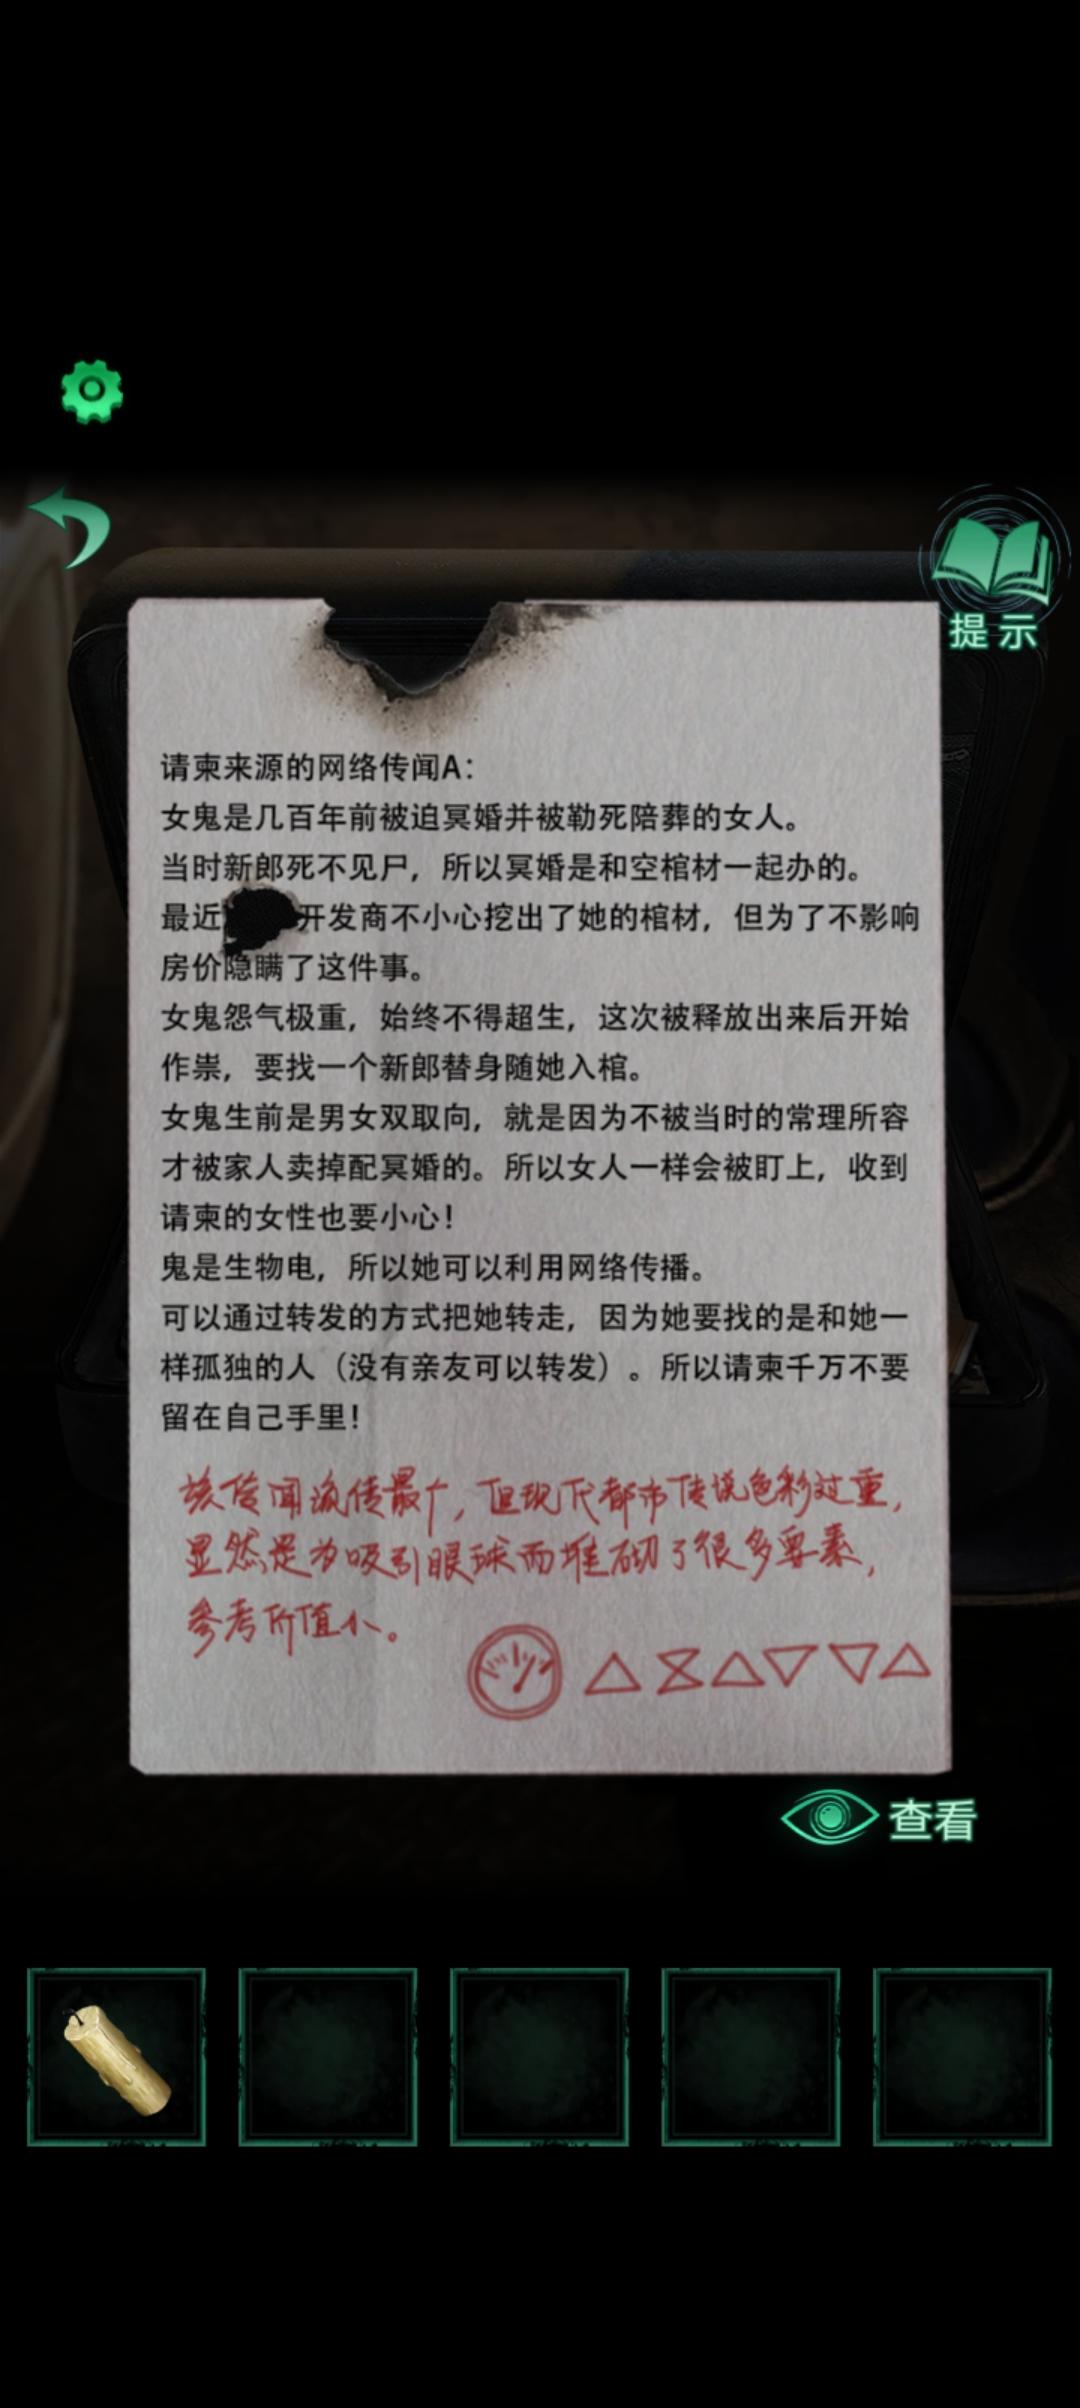 提示
请柬来源的网络传闻A：
女鬼是几百年前被迫冥婚并被勒死陪葬的女人。
当时新郎死不见尸，所以冥婚是和空棺材一起办的。
最近 开发商不小心挖出了她的棺材，但为了不影响
房价隐瞒了这件事。
女鬼怨气极重，始终不得超生，这次被释放出来后开始
作祟，要找一个新郎替身随她入棺。
女鬼生前是男女双取向，就是因为不被当时的常理所容
才被家人卖掉配冥婚的。所以女人一样会被盯上，收到
请柬的女性也要小心！
鬼是生物电，所以她可以利用网络传播。
可以通过转发的方式把她转走，因为她要找的是和她一
样孤独的人（没有亲友可以转发）。所以请柬千万不要
留在自己手里！
该传闻流传最广，但现代都市传说色彩过重，
显然是为吸引眼球而堆砌了很多要素，
参考价值小。
查看